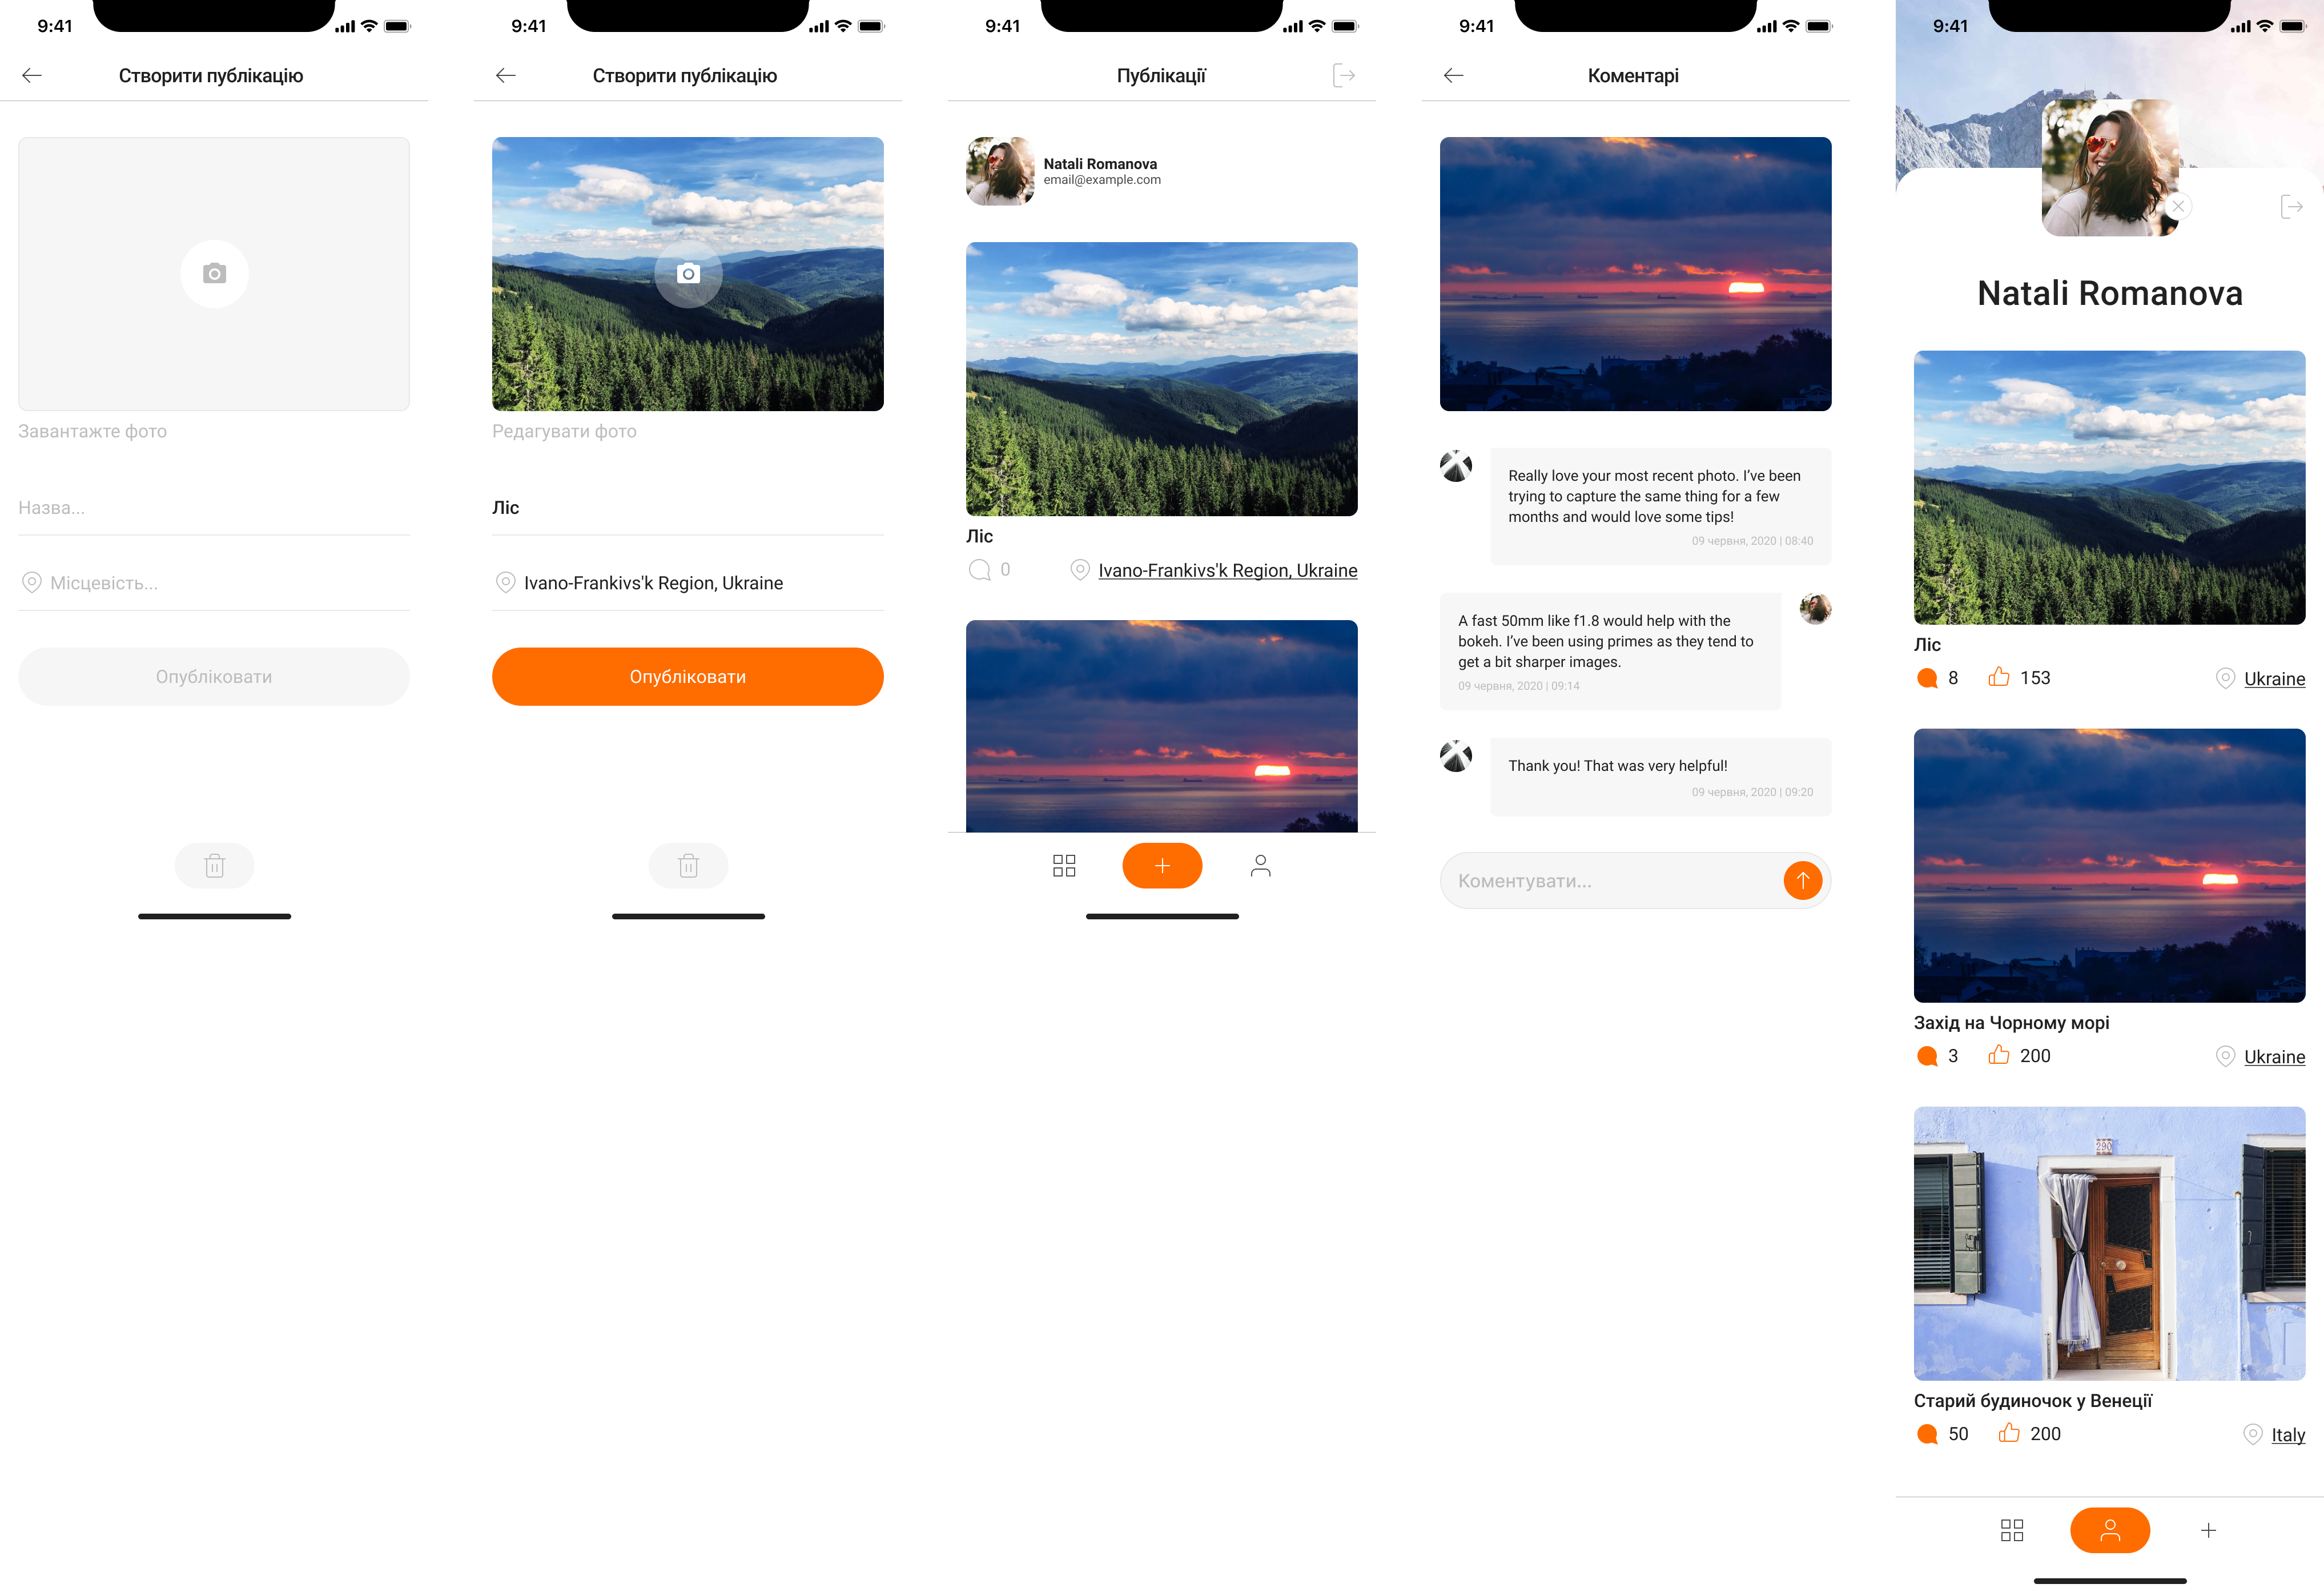 9:41
Створити публікацію
Завантажте фото
Назва...
Місцевість...
Опубліковати
9:41
Створити публікацію
Редагувати фото
Ліс
Ivano-Frankivs'k Region, Ukraine
Опубліковати
9:41
Публікації
Natali Romanova
email@example.com
Ліс
0
Ivano-Frankivs'k Region, Ukraine
9:41
Коментарі
Really love your most recent photo. I’ve been
trying to capture the same thing for a few
months and would love some tips!
09 червня, 2020 | 08:40
A fast 50mm like f1.8 would help with the
bokeh. I’ve been using primes as they tend to
get a bit sharper images.
09 червня, 2020 | 09:14
Thank you! That was very helpful!
09 червня, 2020 | 09:20
Коментувати...
9:41
Natali Romanova
Ліс
8 153 Ukraine
Захід на Чорному морі
3 200 Ukraine
290
Старий будиночок у Венеції
50 200 Italy